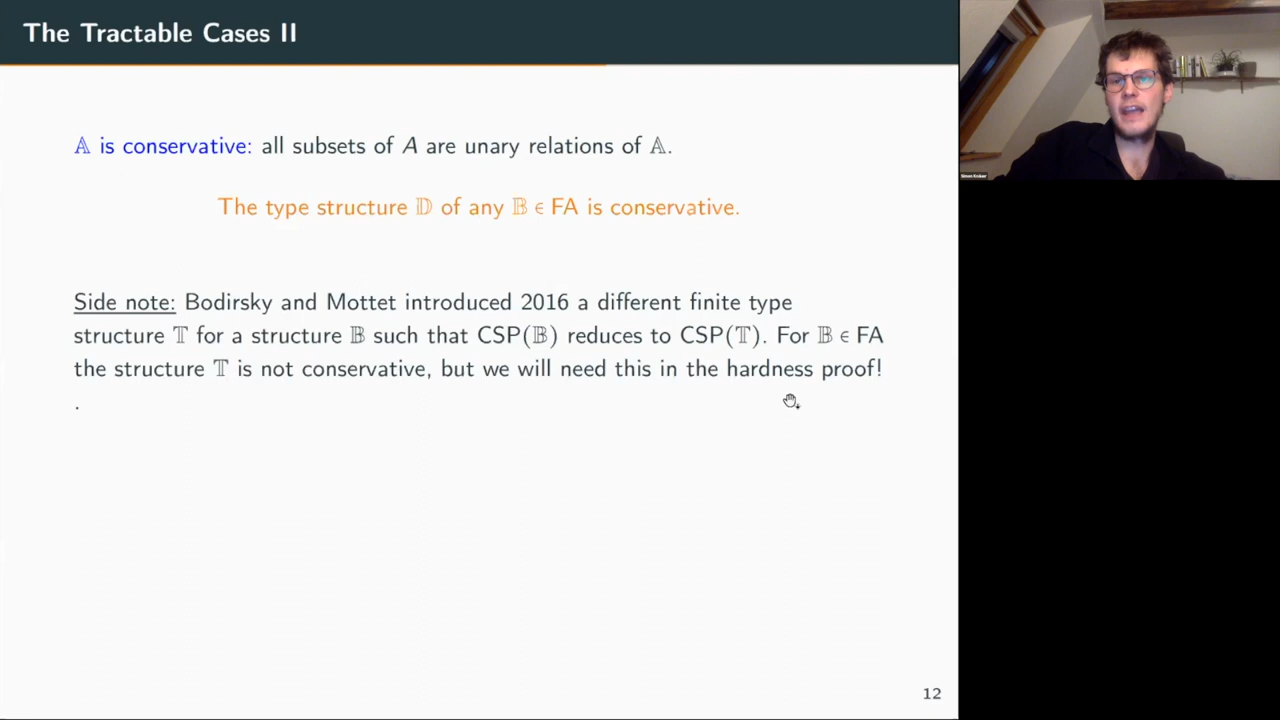 The Tractable Cases II
𝔸 is conservative: all subsets of A are unary relations of 𝔸.
The type structure 𝔻 of any 𝔹 ∈ FA is conservative.
Side note: Bodirsky and Mottet introduced 2016 a different finite type
structure 𝕋 for a structure 𝔹 such that CSP(𝔹) reduces to CSP(𝕋). For 𝔹 ∈ FA
the structure 𝕋 is not conservative, but we will need this in the hardness proof!
.
12